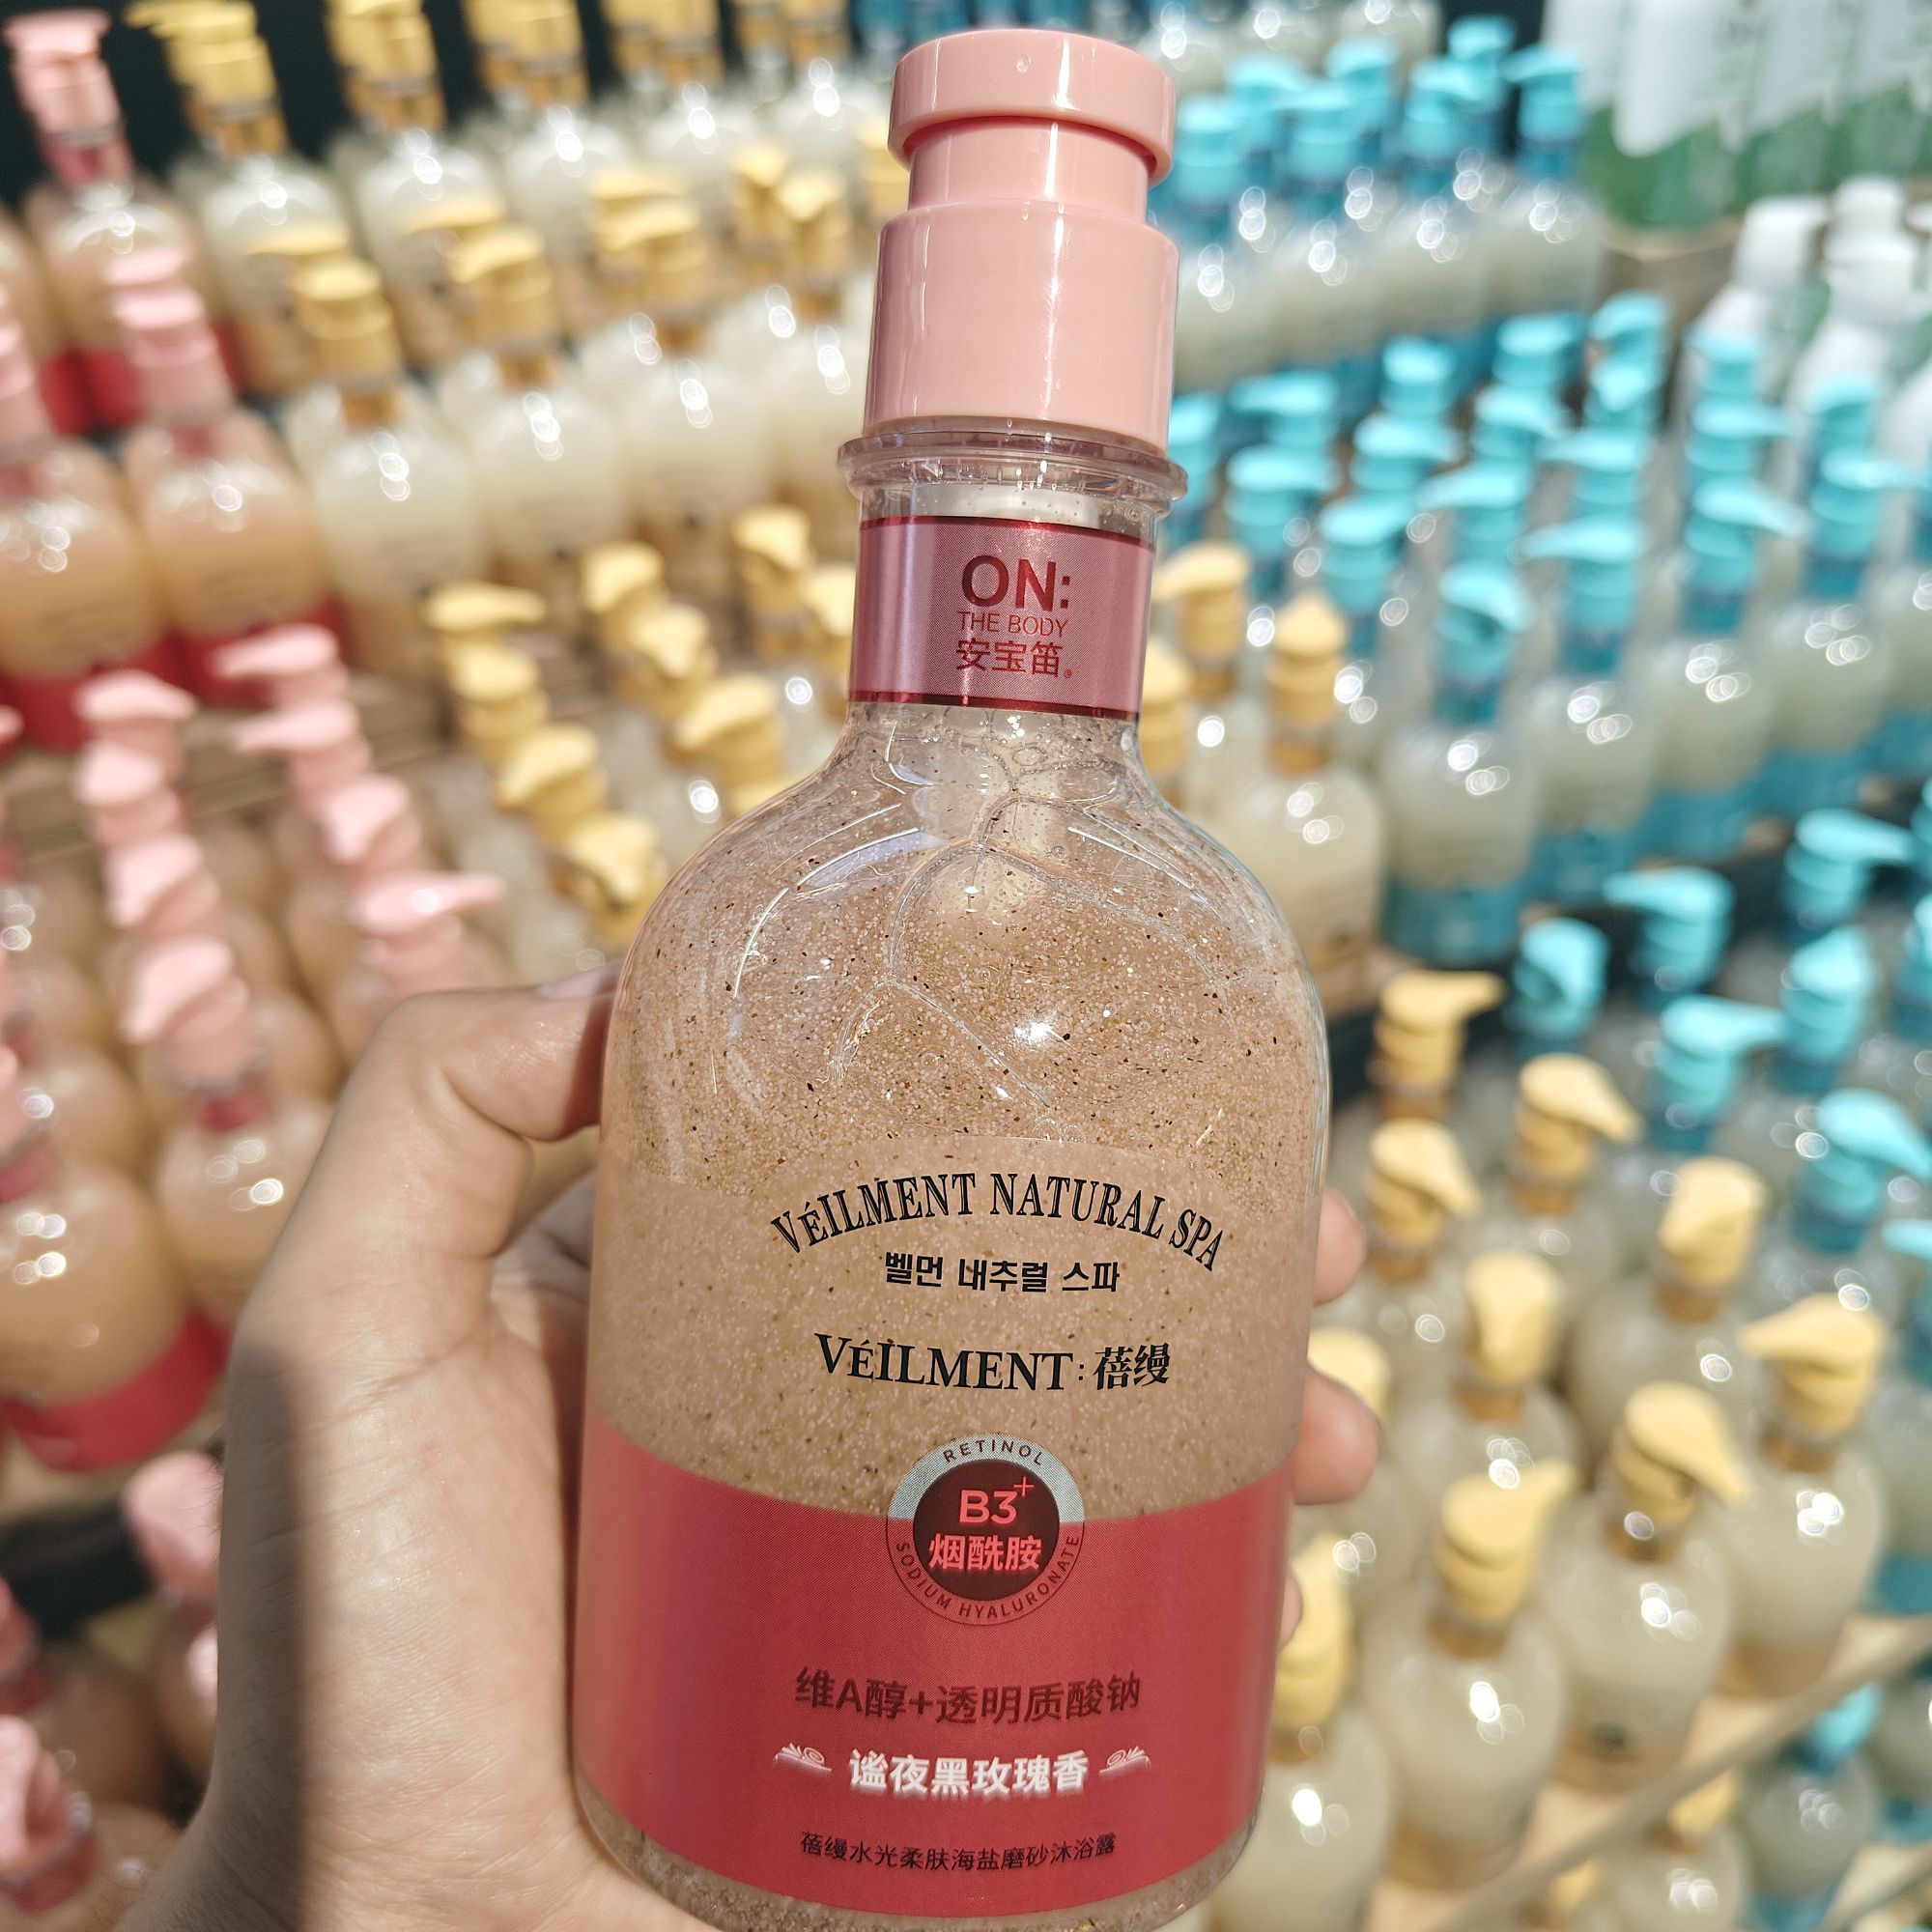 ON:
THE BODY
安宝笛®
VÉILMENT NATURAL SPA
벨먼 내추럴 스파
VÉILMENT:蓓缦
RETINOL
B3+
烟酰胺
SODIUM HYALURONATE
维A醇+透明质酸钠
谧夜黑玫瑰香
蓓缦水光柔肤海盐磨砂沐浴露